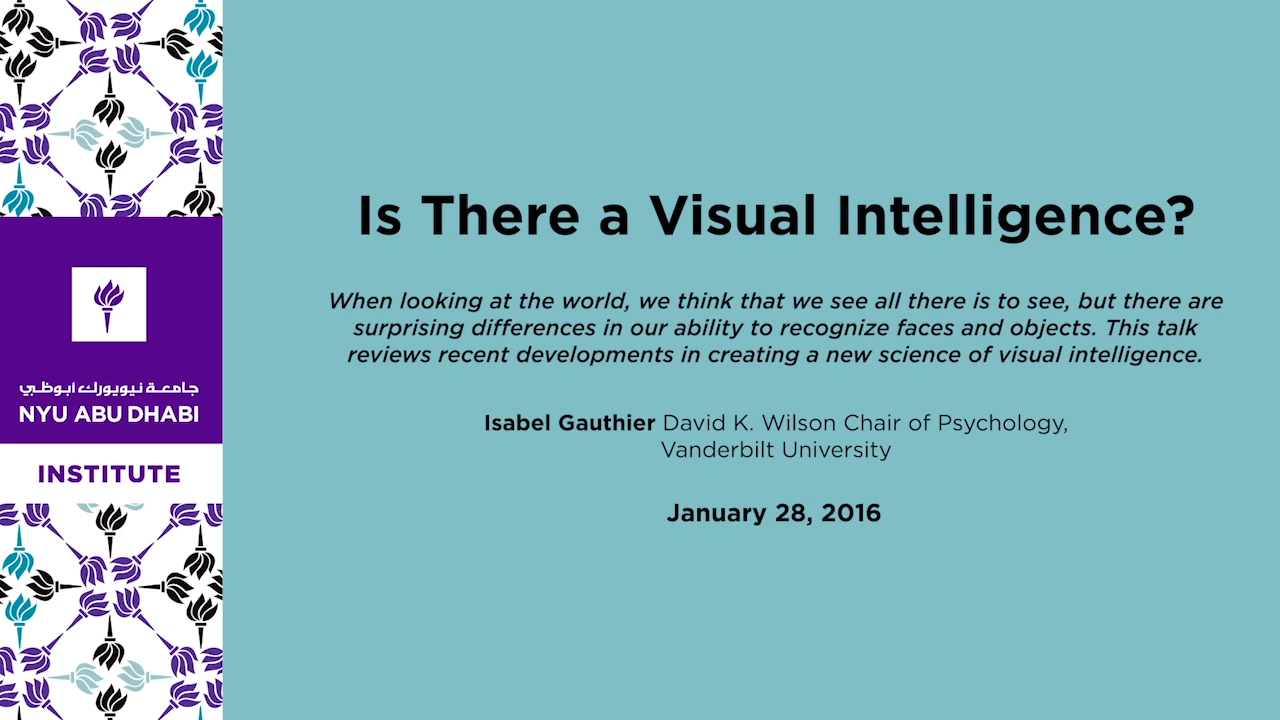 جامعة نيويورك أبوظبي
NYU ABU DHABI
INSTITUTE
Is There a Visual Intelligence?
When looking at the world, we think that we see all there is to see, but there are
surprising differences in our ability to recognize faces and objects. This talk
reviews recent developments in creating a new science of visual intelligence.
Isabel Gauthier David K. Wilson Chair of Psychology,
Vanderbilt University
January 28, 2016